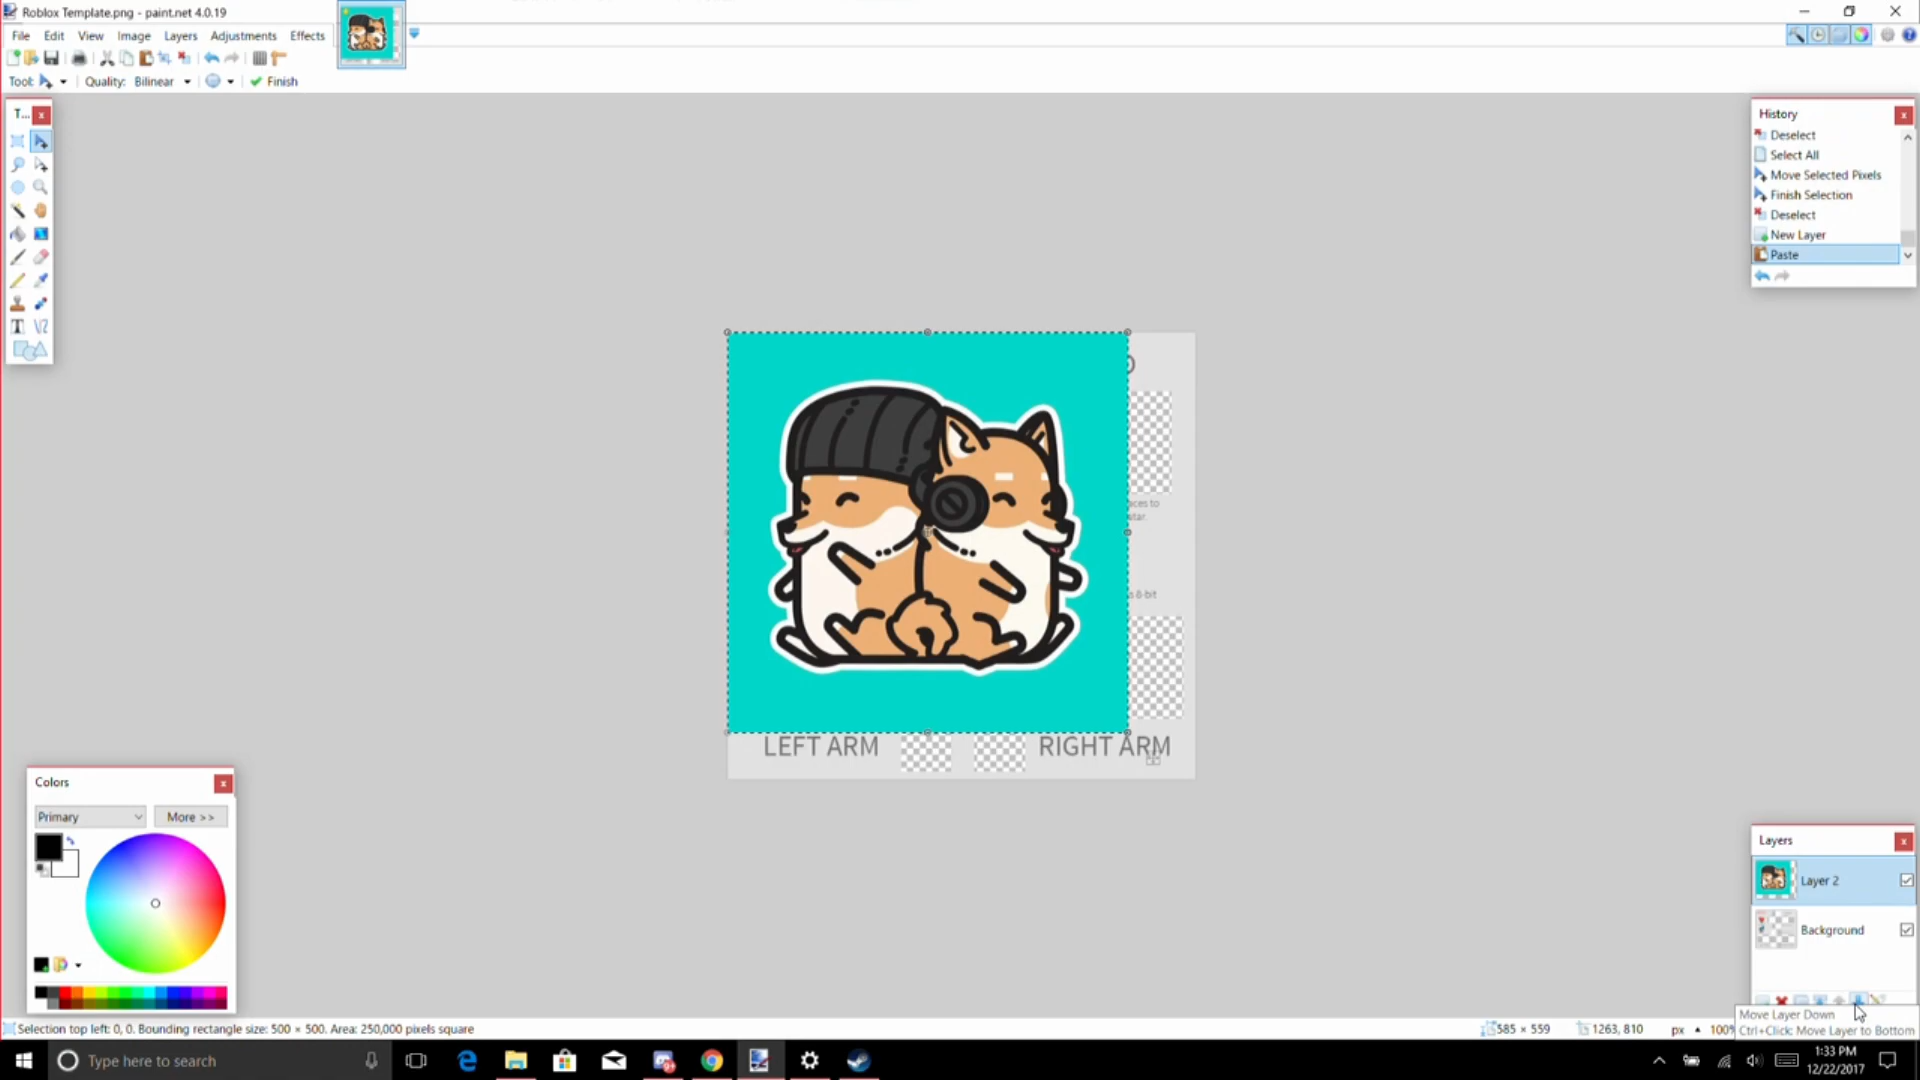 Roblox Template.png - paint.net 4.0.19
File Edit View Image Layers Adjustments Effects
Tool: Quality: Bilinear Finish
T...
History
Deselect
Select All
Move Selected Pixels
Finish Selection
Deselect
New Layer
Paste
LEFT ARM
RIGHT ARM
s 8-bit
Colors
Primary
More >>
Layers
Layer 2
Background
Move Layer Down
Ctrl+Click: Move Layer to Bottom
Selection top left: 0, 0. Bounding rectangle size: 500 × 500. Area: 250,000 pixels square
585 × 559
1263, 810
px
100%
Type here to search
1:33 PM
12/22/2017